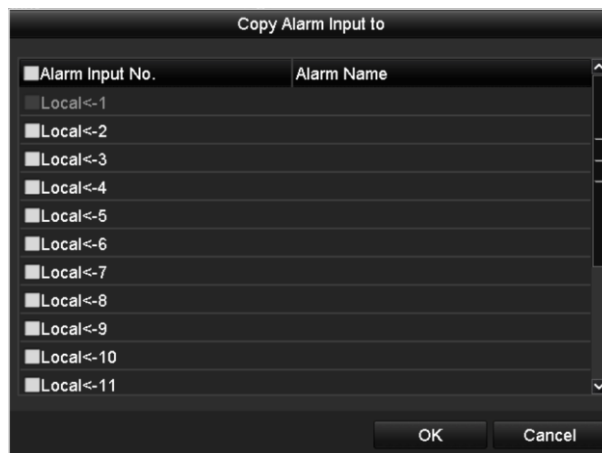 Copy Alarm Input to
Alarm Input No. Alarm Name
Local<-1
Local<-2
Local<-3
Local<-4
Local<-5
Local<-6
Local<-7
Local<-8
Local<-9
Local<-10
Local<-11
OK Cancel